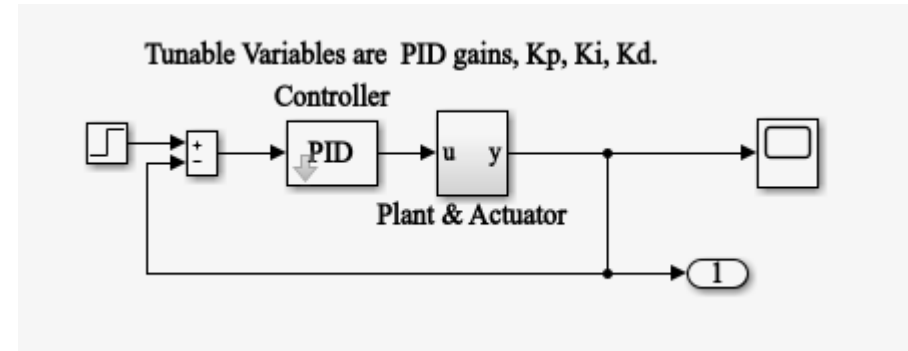 Tunable Variables are PID gains, Kp, Ki, Kd.
Controller
+
−
PID
u y
Plant & Actuator
1